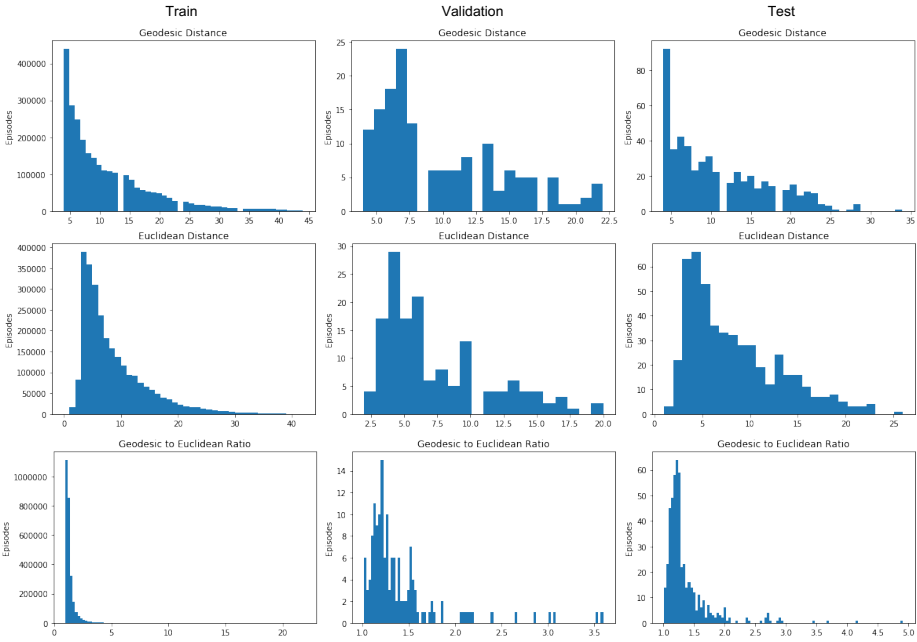 Train Validation Test
Geodesic Distance Geodesic Distance Geodesic Distance
Episodes
400000
300000
200000
100000
0
5 10 15 20 25 30 35 40 45
Episodes
25
20
15
10
5
0
5.0 7.5 10.0 12.5 15.0 17.5 20.0 22.5
Episodes
80
60
40
20
0
5 10 15 20 25 30 35
Euclidean Distance Euclidean Distance Euclidean Distance
Episodes
400000
350000
300000
250000
200000
150000
100000
50000
0
0 10 20 30 40
Episodes
30
25
20
15
10
5
0
2.5 5.0 7.5 10.0 12.5 15.0 17.5 20.0
Episodes
60
50
40
30
20
10
0
0 5 10 15 20 25
Geodesic to Euclidean Ratio Geodesic to Euclidean Ratio Geodesic to Euclidean Ratio
Episodes
1000000
800000
600000
400000
200000
0
0 5 10 15 20
Episodes
14
12
10
8
6
4
2
0
1.0 1.5 2.0 2.5 3.0 3.5
Episodes
60
50
40
30
20
10
0
1.0 1.5 2.0 2.5 3.0 3.5 4.0 4.5 5.0